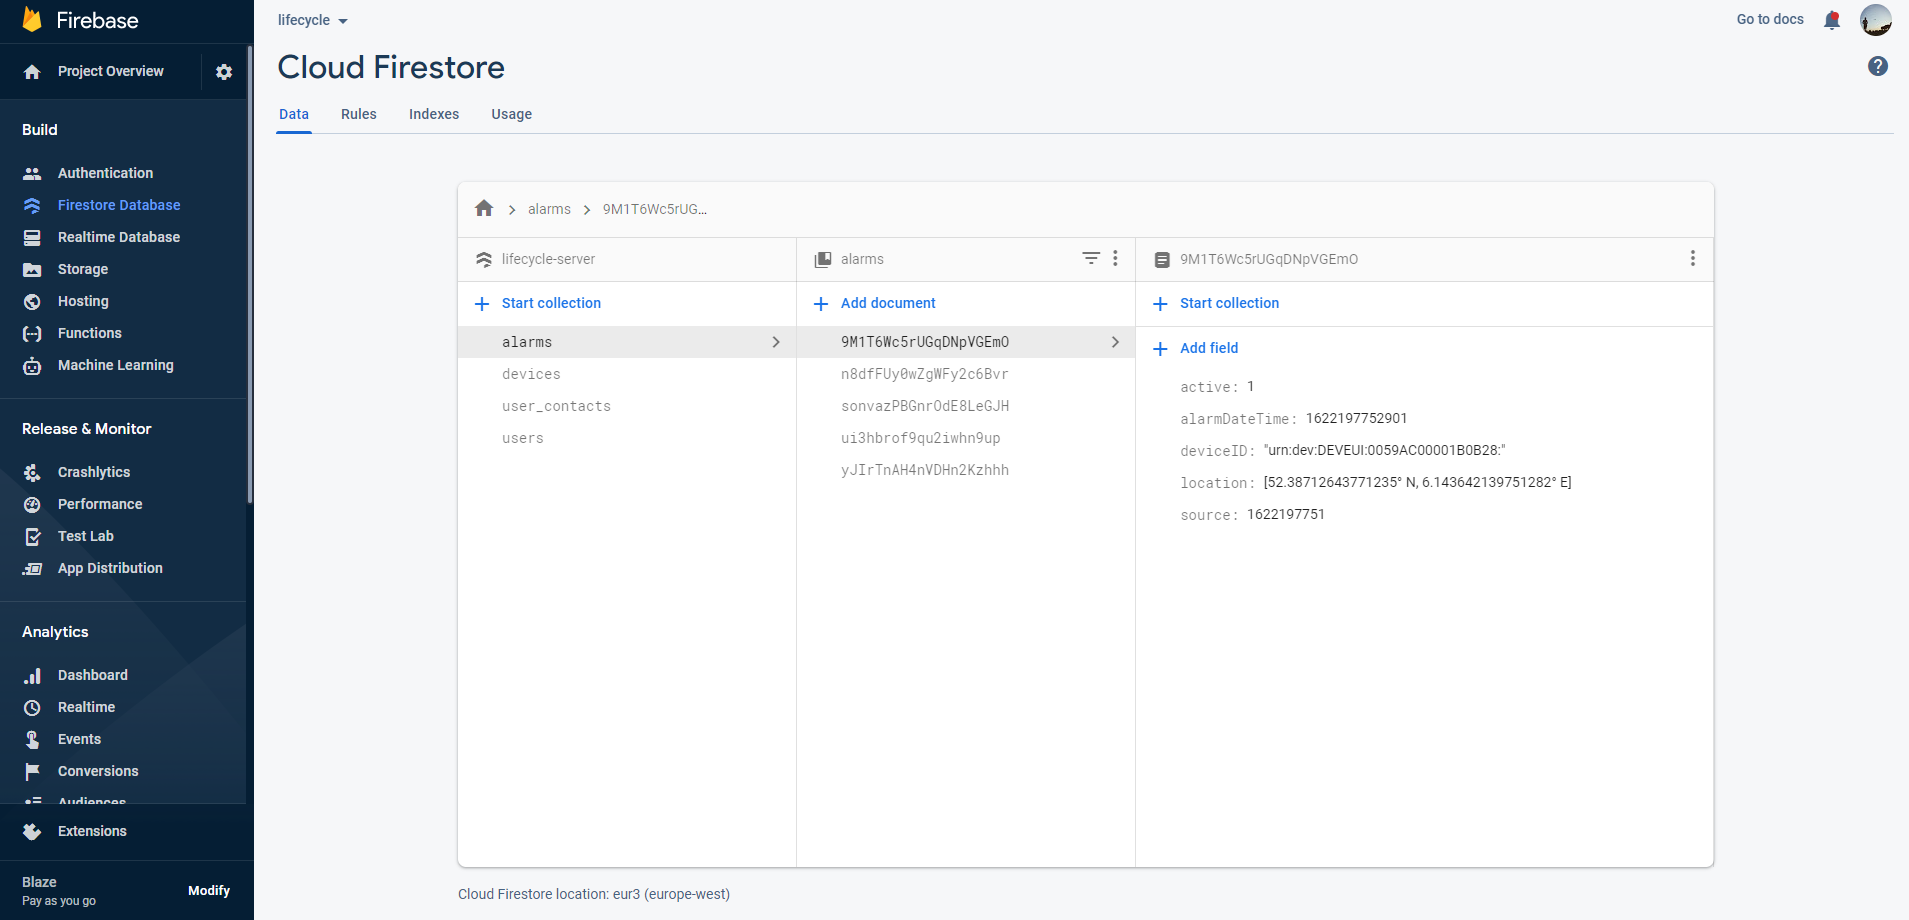 Firebase
Project Overview
Build
Authentication
Firestore Database
Realtime Database
Storage
Hosting
Functions
Machine Learning
Release & Monitor
Crashlytics
Performance
Test Lab
App Distribution
Analytics
Dashboard
Realtime
Events
Conversions
Audiences
Extensions
Blaze
Pay as you go
Modify
lifecycle
Go to docs
Cloud Firestore
Data Rules Indexes Usage
alarms 9M1T6Wc5rUG...
lifecycle-server
Start collection
alarms
devices
user_contacts
users
alarms
Add document
9M1T6Wc5rUGqDNpVGEmO
n8dfFUy0wZgWFy2c6Bvr
sonvazPBGnrOdE8LeGJH
ui3hbrof9qu2iwhn9up
yJIrTnAH4nVDHn2Kzhhh
9M1T6Wc5rUGqDNpVGEmO
Start collection
Add field
active: 1
alarmDateTime: 1622197752901
deviceID: "urn:dev:DEVEUI:0059AC00001B0B28:"
location: [52.38712643771235° N, 6.143642139751282° E]
source: 1622197751
Cloud Firestore location: eur3 (europe-west)